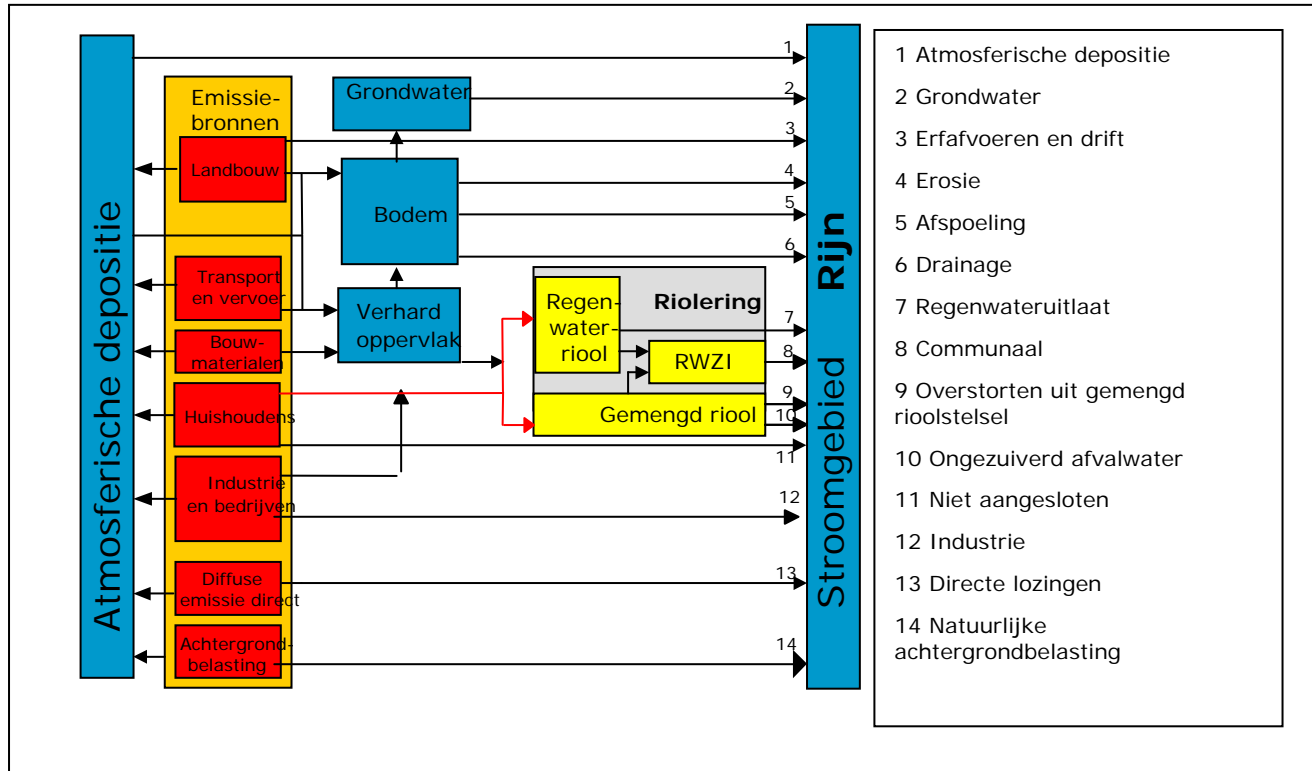 Atmosferische depositie
Emissie-
bronnen
Landbouw
Transport
en vervoer
Bouw-
materialen
Huishoudens
Industrie
en bedrijven
Diffuse
emissie direct
Achtergrond-
belasting
Grondwater
Bodem
Verhard
oppervlak
Riolering
Regen-
water-
riool
RWZI
Gemengd riool
1
2
3
4
5
6
7
8
9
10
11
12
13
14
Stroomgebied Rijn
1 Atmosferische depositie
2 Grondwater
3 Erfafvoeren en drift
4 Erosie
5 Afspoeling
6 Drainage
7 Regenwateruitlaat
8 Communaal
9 Overstorten uit gemengd
rioolstelsel
10 Ongezuiverd afvalwater
11 Niet aangesloten
12 Industrie
13 Directe lozingen
14 Natuurlijke
achtergrondbelasting